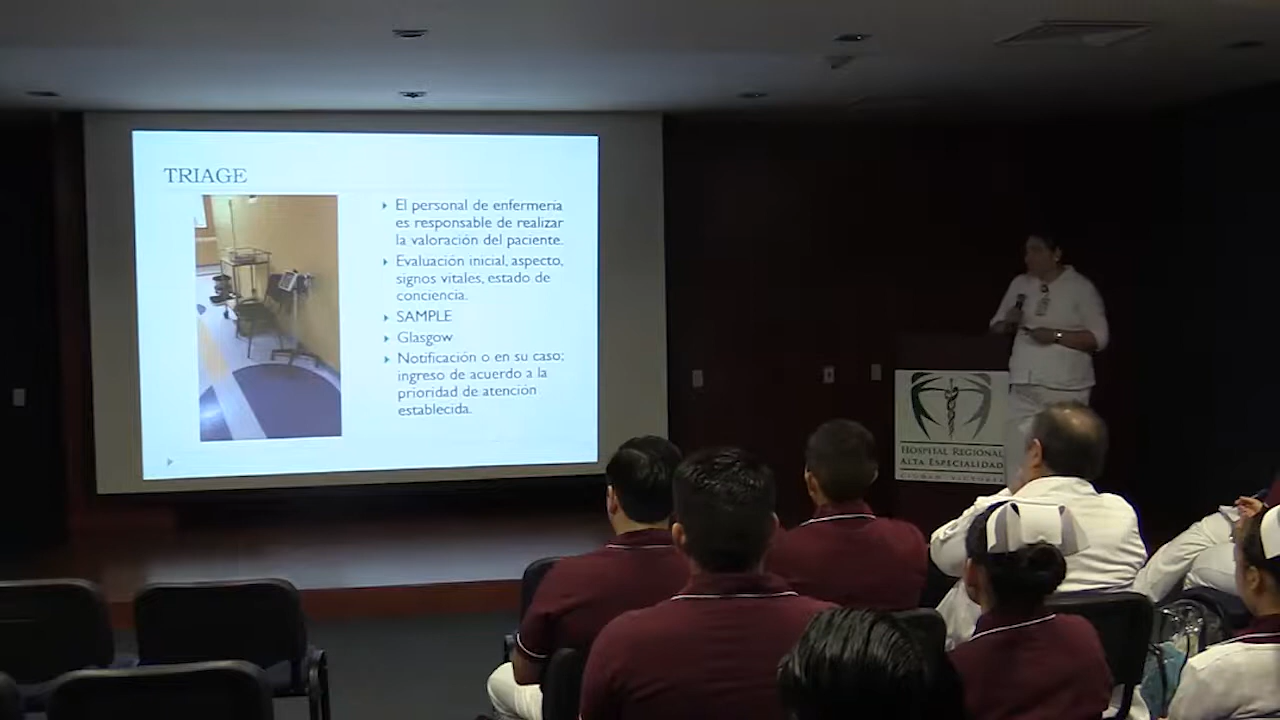 TRIAGE
El personal de enfermería
es responsable de realizar
la valoración del paciente.
Evaluación inicial, aspecto,
signos vitales, estado de
conciencia.
SAMPLE
Glasgow
Notificación o en su caso;
ingreso de acuerdo a la
prioridad de atención
establecida.
HOSPITAL REGIONAL
ALTA ESPECIALIDAD
CIUDAD VICTORIA